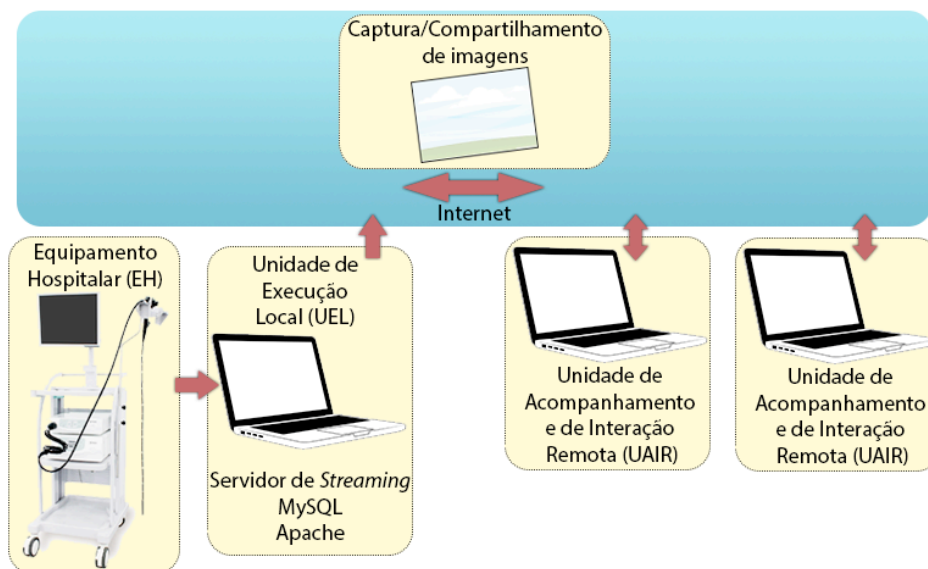 Captura/Compartilhamento
de imagens
Internet
Equipamento
Hospitalar (EH)
Unidade de
Execução
Local (UEL)
Servidor de Streaming
MySQL
Apache
Unidade de
Acompanhamento
e de Interação
Remota (UAIR)
Unidade de
Acompanhamento
e de Interação
Remota (UAIR)